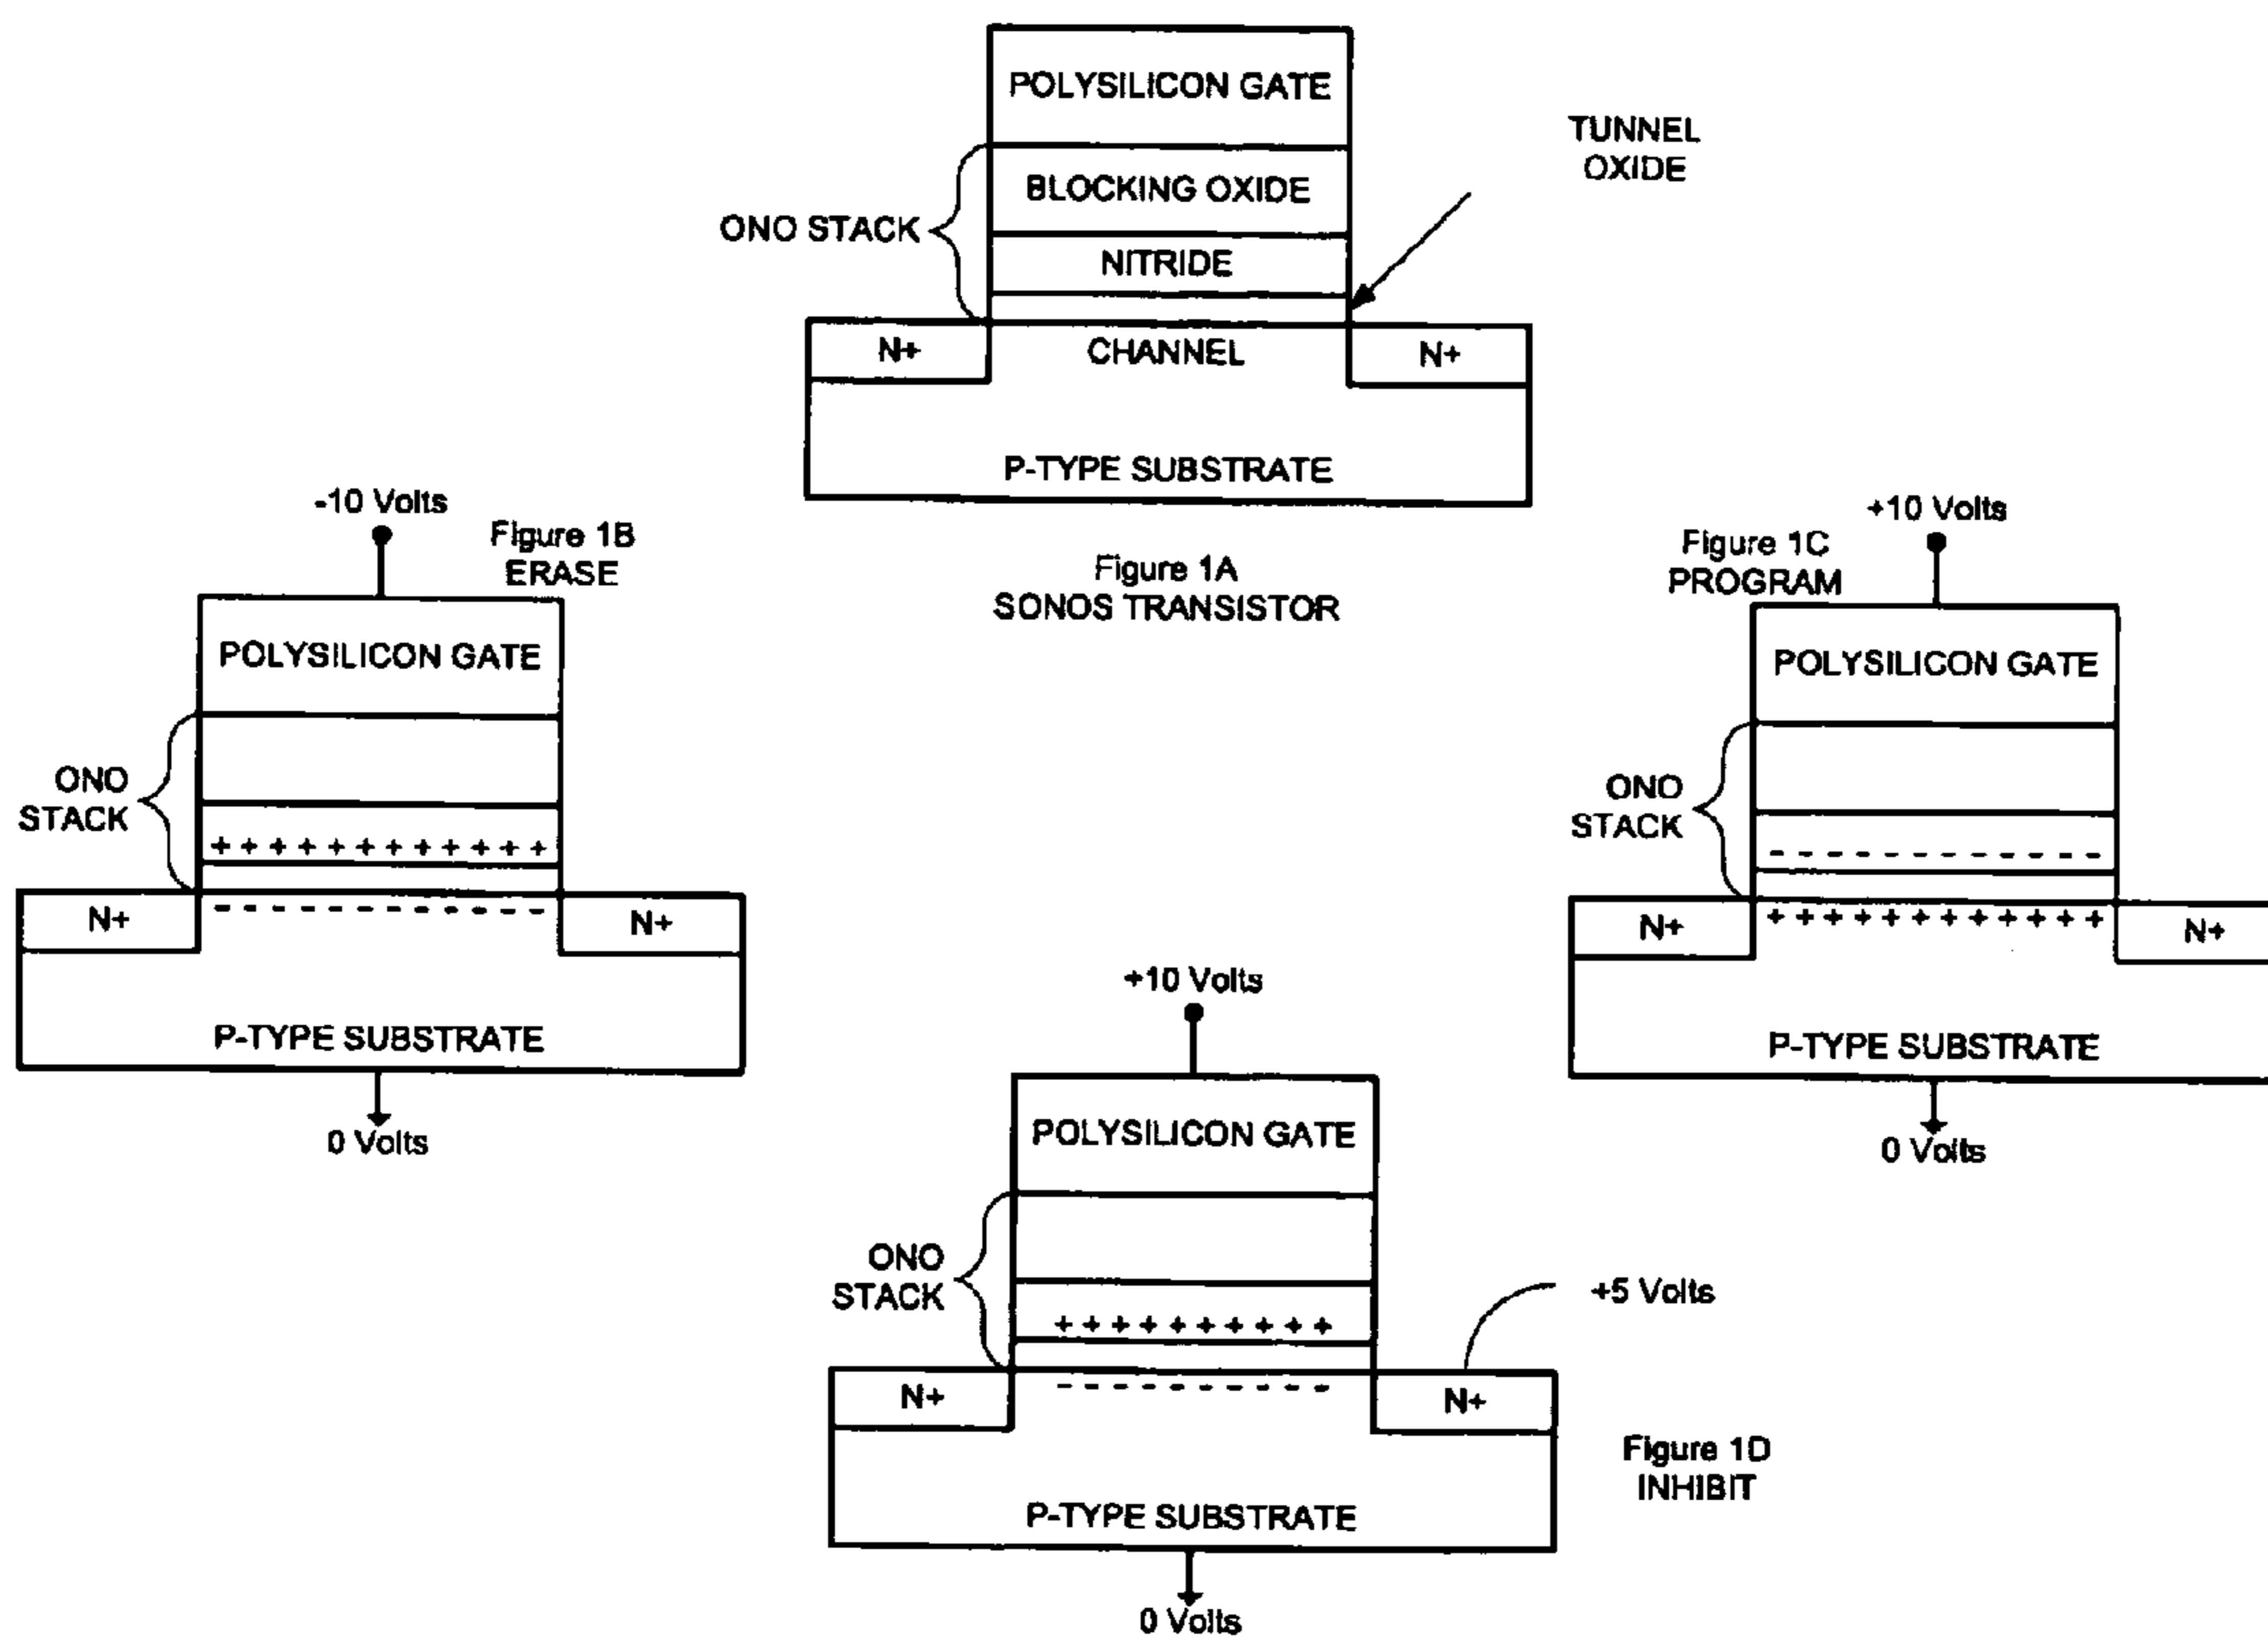 POLYSILICON GATE
TUNNEL
OXIDE
BLOCKING OXIDE
ONO STACK
NITRIDE
N+
CHANNEL
N+
P-TYPE SUBSTRATE
Figure 1A
SONOS TRANSISTOR
-10 Volts
Figure 1B
ERASE
POLYSILICON GATE
ONO
STACK
+ + + + + + + + + + + +
- - - - - - - - - - - -
N+
N+
P-TYPE SUBSTRATE
0 Volts
+10 Volts
Figure 1C
PROGRAM
POLYSILICON GATE
ONO
STACK
- - - - - - - - - - - -
+ + + + + + + + + + + +
N+
N+
P-TYPE SUBSTRATE
0 Volts
+10 Volts
POLYSILICON GATE
ONO
STACK
+5 Volts
+ + + + + + + + + +
- - - - - - - - - -
N+
N+
Figure 1D
INHIBIT
P-TYPE SUBSTRATE
0 Volts